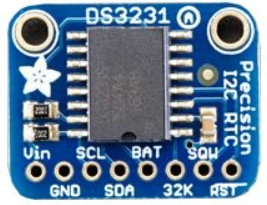 DS3231
Precision
I2C RTC
Vin
SCL
BAT
SQW
GND
SDA
32K
RST